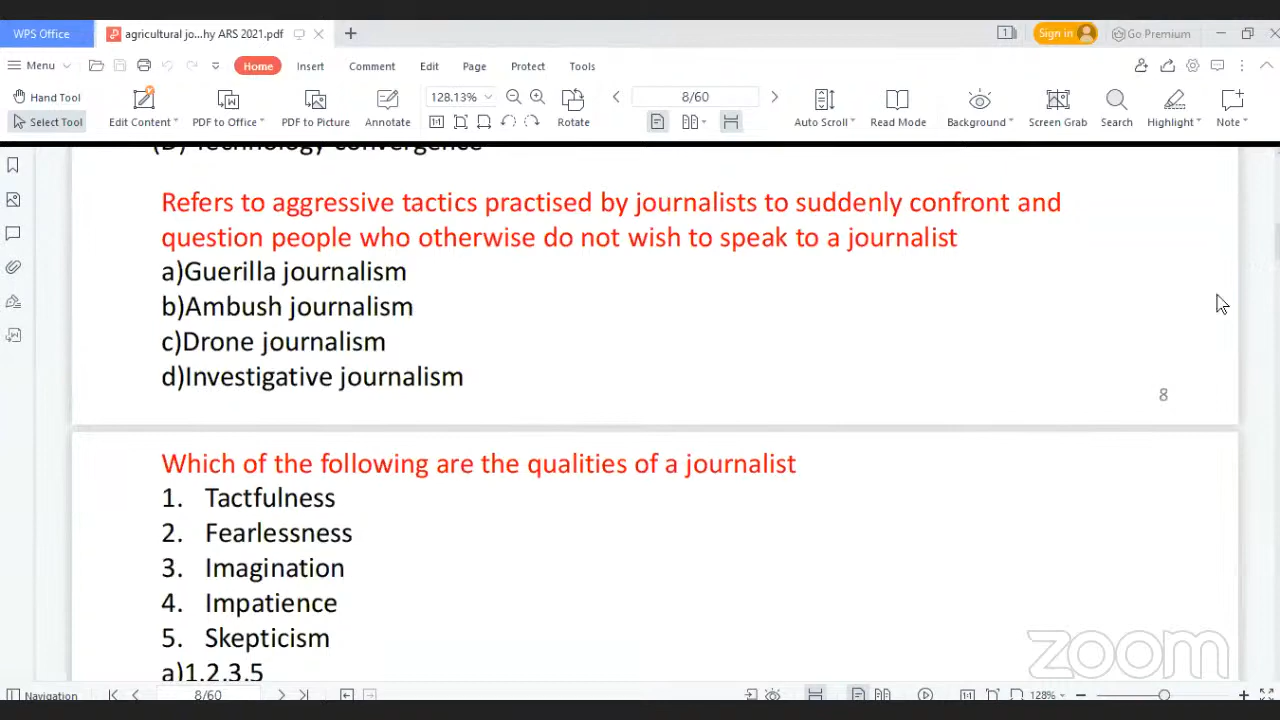 WPS Office
agricultural jo...hy ARS 2021.pdf
Sign in
Go Premium
Menu
Home
Insert
Comment
Edit
Page
Protect
Tools
Hand Tool
Select Tool
Edit Content
PDF to Office
PDF to Picture
Annotate
128.13%
Rotate
8/60
Auto Scroll
Read Mode
Background
Screen Grab
Search
Highlight
Note
(D) Technology convergence
Refers to aggressive tactics practised by journalists to suddenly confront and
question people who otherwise do not wish to speak to a journalist
a)Guerilla journalism
b)Ambush journalism
c)Drone journalism
d)Investigative journalism
8
Which of the following are the qualities of a journalist
1. Tactfulness
2. Fearlessness
3. Imagination
4. Impatience
5. Skepticism
a)1,2,3,5
zoom
Navigation
8/60
128%